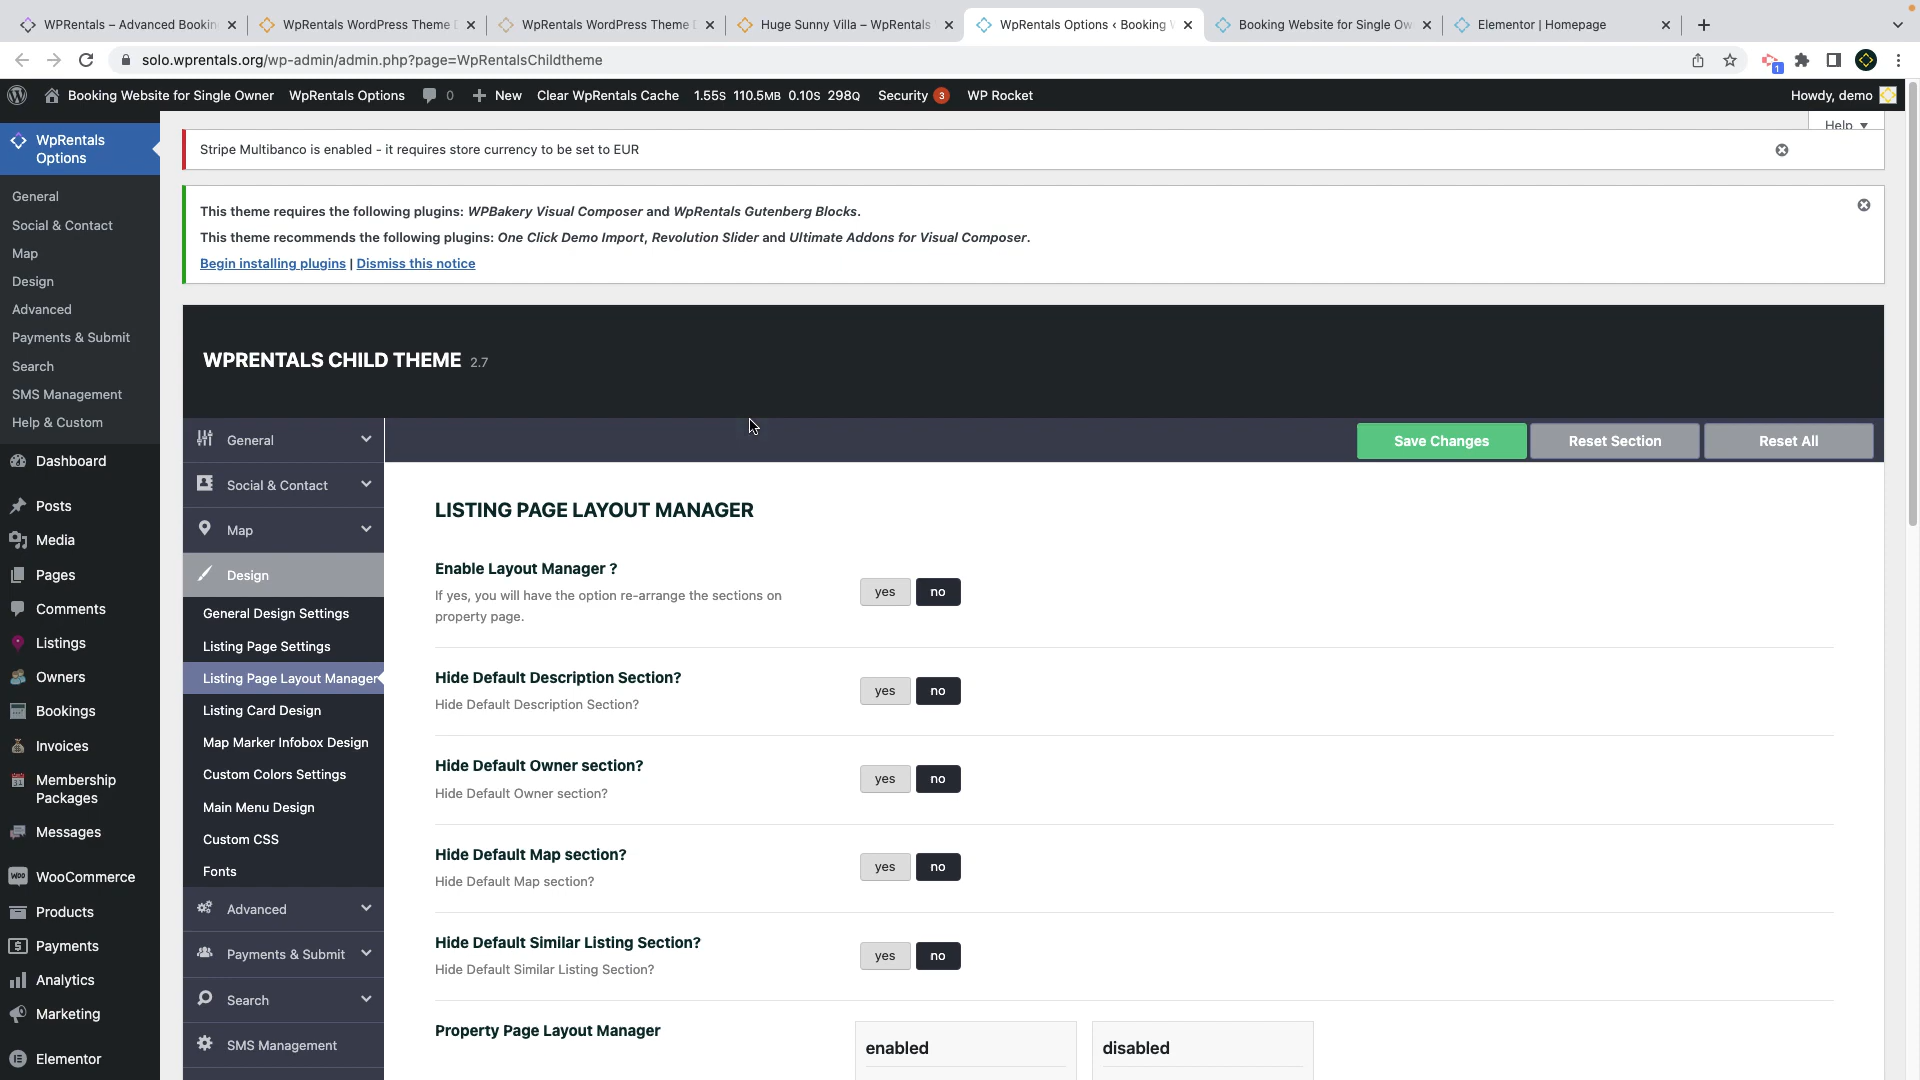 WPRentals – Advanced Bookin
WPRentals WordPress Theme D
WPRentals WordPress Theme D
Huge Sunny Villa – WpRentals
WpRentals Options ‹ Booking W
Booking Website for Single Ow
Elementor | Homepage
solo.wprentals.org/wp-admin/admin.php?page=WpRentalsChildtheme
1
Booking Website for Single Owner
WpRentals Options
0
New
Clear WpRentals Cache
1.55S 110.5MB 0.10S 298Q
Security 3
WP Rocket
Howdy, demo
Help
WpRentals
Options
General
Social & Contact
Map
Design
Advanced
Payments & Submit
Search
SMS Management
Help & Custom
Dashboard
Posts
Media
Pages
Comments
Listings
Owners
Bookings
Invoices
Membership
Packages
Messages
WooCommerce
Products
Payments
Analytics
Marketing
Elementor
Stripe Multibanco is enabled - it requires store currency to be set to EUR
This theme requires the following plugins: WPBakery Visual Composer and WpRentals Gutenberg Blocks.
This theme recommends the following plugins: One Click Demo Import, Revolution Slider and Ultimate Addons for Visual Composer.
Begin installing plugins | Dismiss this notice
WPRENTALS CHILD THEME 2.7
General
Social & Contact
Map
Design
General Design Settings
Listing Page Settings
Listing Page Layout Manager
Listing Card Design
Map Marker Infobox Design
Custom Colors Settings
Main Menu Design
Custom CSS
Fonts
Advanced
Payments & Submit
Search
SMS Management
Save Changes
Reset Section
Reset All
LISTING PAGE LAYOUT MANAGER
Enable Layout Manager ?
If yes, you will have the option re-arrange the sections on
property page.
yes no
Hide Default Description Section?
Hide Default Description Section?
yes no
Hide Default Owner section?
Hide Default Owner section?
yes no
Hide Default Map section?
Hide Default Map section?
yes no
Hide Default Similar Listing Section?
Hide Default Similar Listing Section?
yes no
Property Page Layout Manager
enabled
disabled